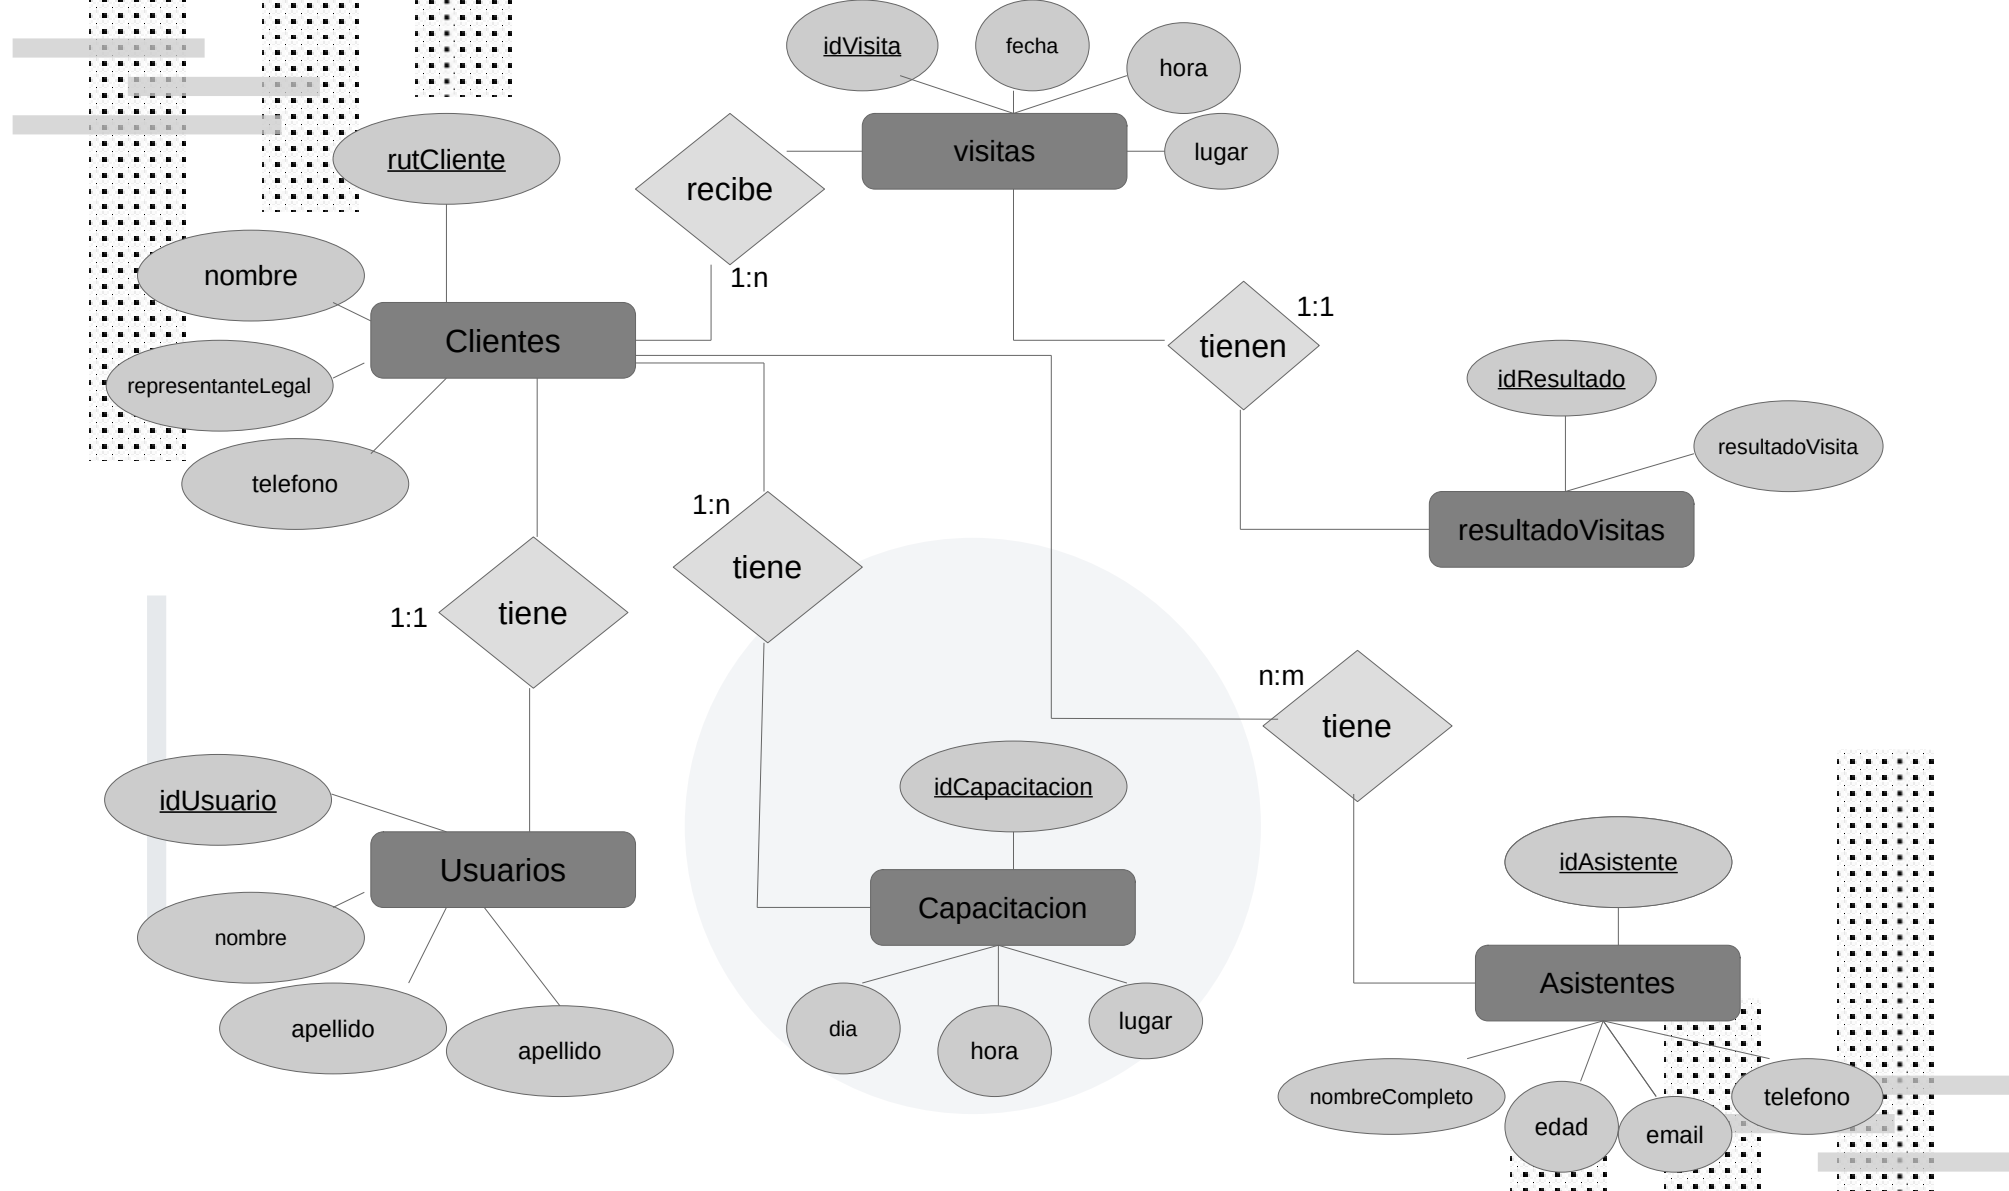 idVisita
fecha
hora
visitas
lugar
rutCliente
recibe
1:n
nombre
Clientes
representanteLegal
telefono
1:1
tienen
idResultado
resultadoVisita
resultadoVisitas
1:n
tiene
1:1
tiene
n:m
tiene
idUsuario
Usuarios
nombre
apellido
apellido
idCapacitacion
Capacitacion
dia
hora
lugar
idAsistente
Asistentes
nombreCompleto
edad
email
telefono